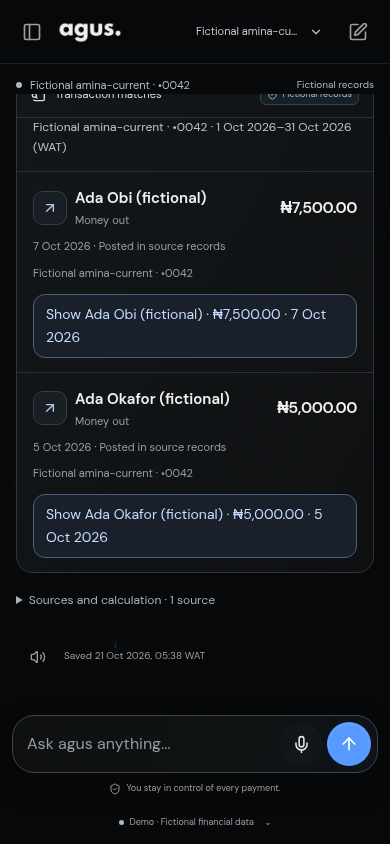 agus.
Fictional amina-cu...
Fictional amina-current · •0042
Fictional records
Transaction matches
Fictional records
Fictional amina-current · •0042 · 1 Oct 2026–31 Oct 2026
(WAT)
Ada Obi (fictional)
₦7,500.00
Money out
7 Oct 2026 · Posted in source records
Fictional amina-current · •0042
Show Ada Obi (fictional) · ₦7,500.00 · 7 Oct
2026
Ada Okafor (fictional)
₦5,000.00
Money out
5 Oct 2026 · Posted in source records
Fictional amina-current · •0042
Show Ada Okafor (fictional) · ₦5,000.00 · 5
Oct 2026
Sources and calculation · 1 source
Saved 21 Oct 2026, 05:38 WAT
Ask agus anything...
You stay in control of every payment.
Demo · Fictional financial data